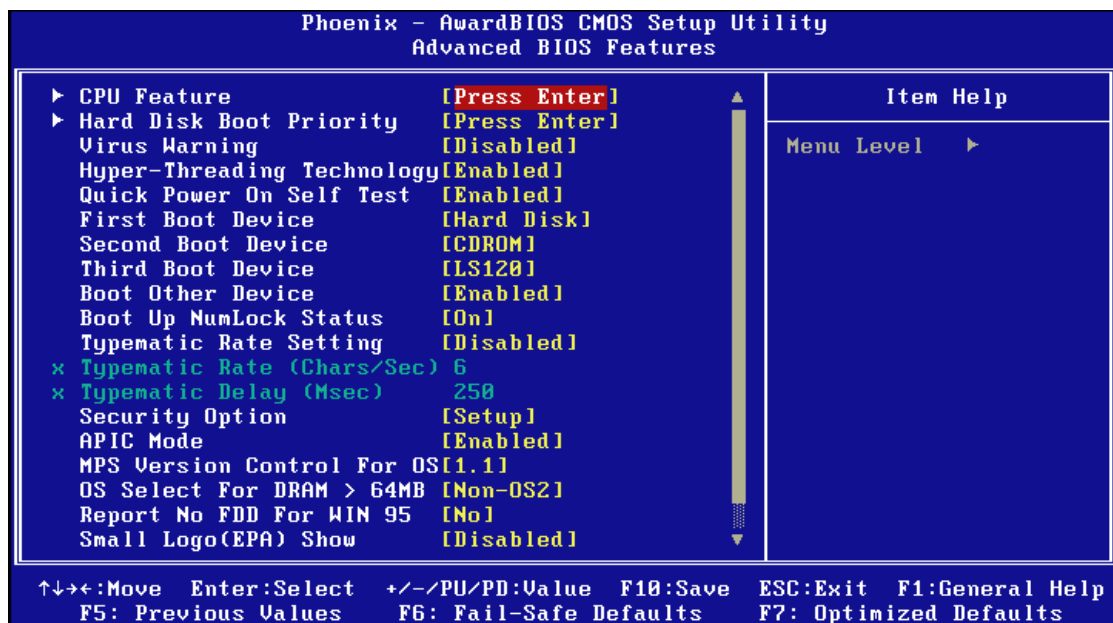 Phoenix - AwardBIOS CMOS Setup Utility
Advanced BIOS Features
CPU Feature [Press Enter]
Hard Disk Boot Priority [Press Enter]
Virus Warning [Disabled]
Hyper-Threading Technology[Enabled]
Quick Power On Self Test [Enabled]
First Boot Device [Hard Disk]
Second Boot Device [CDROM]
Third Boot Device [LS120]
Boot Other Device [Enabled]
Boot Up NumLock Status [On]
Typematic Rate Setting [Disabled]
x Typematic Rate (Chars/Sec) 6
x Typematic Delay (Msec) 250
Security Option [Setup]
APIC Mode [Enabled]
MPS Version Control For OS[1.1]
OS Select For DRAM > 64MB [Non-OS2]
Report No FDD For WIN 95 [No]
Small Logo(EPA) Show [Disabled]
Item Help
Menu Level
↑↓→←:Move Enter:Select +/-/PU/PD:Value F10:Save ESC:Exit F1:General Help
F5: Previous Values F6: Fail-Safe Defaults F7: Optimized Defaults